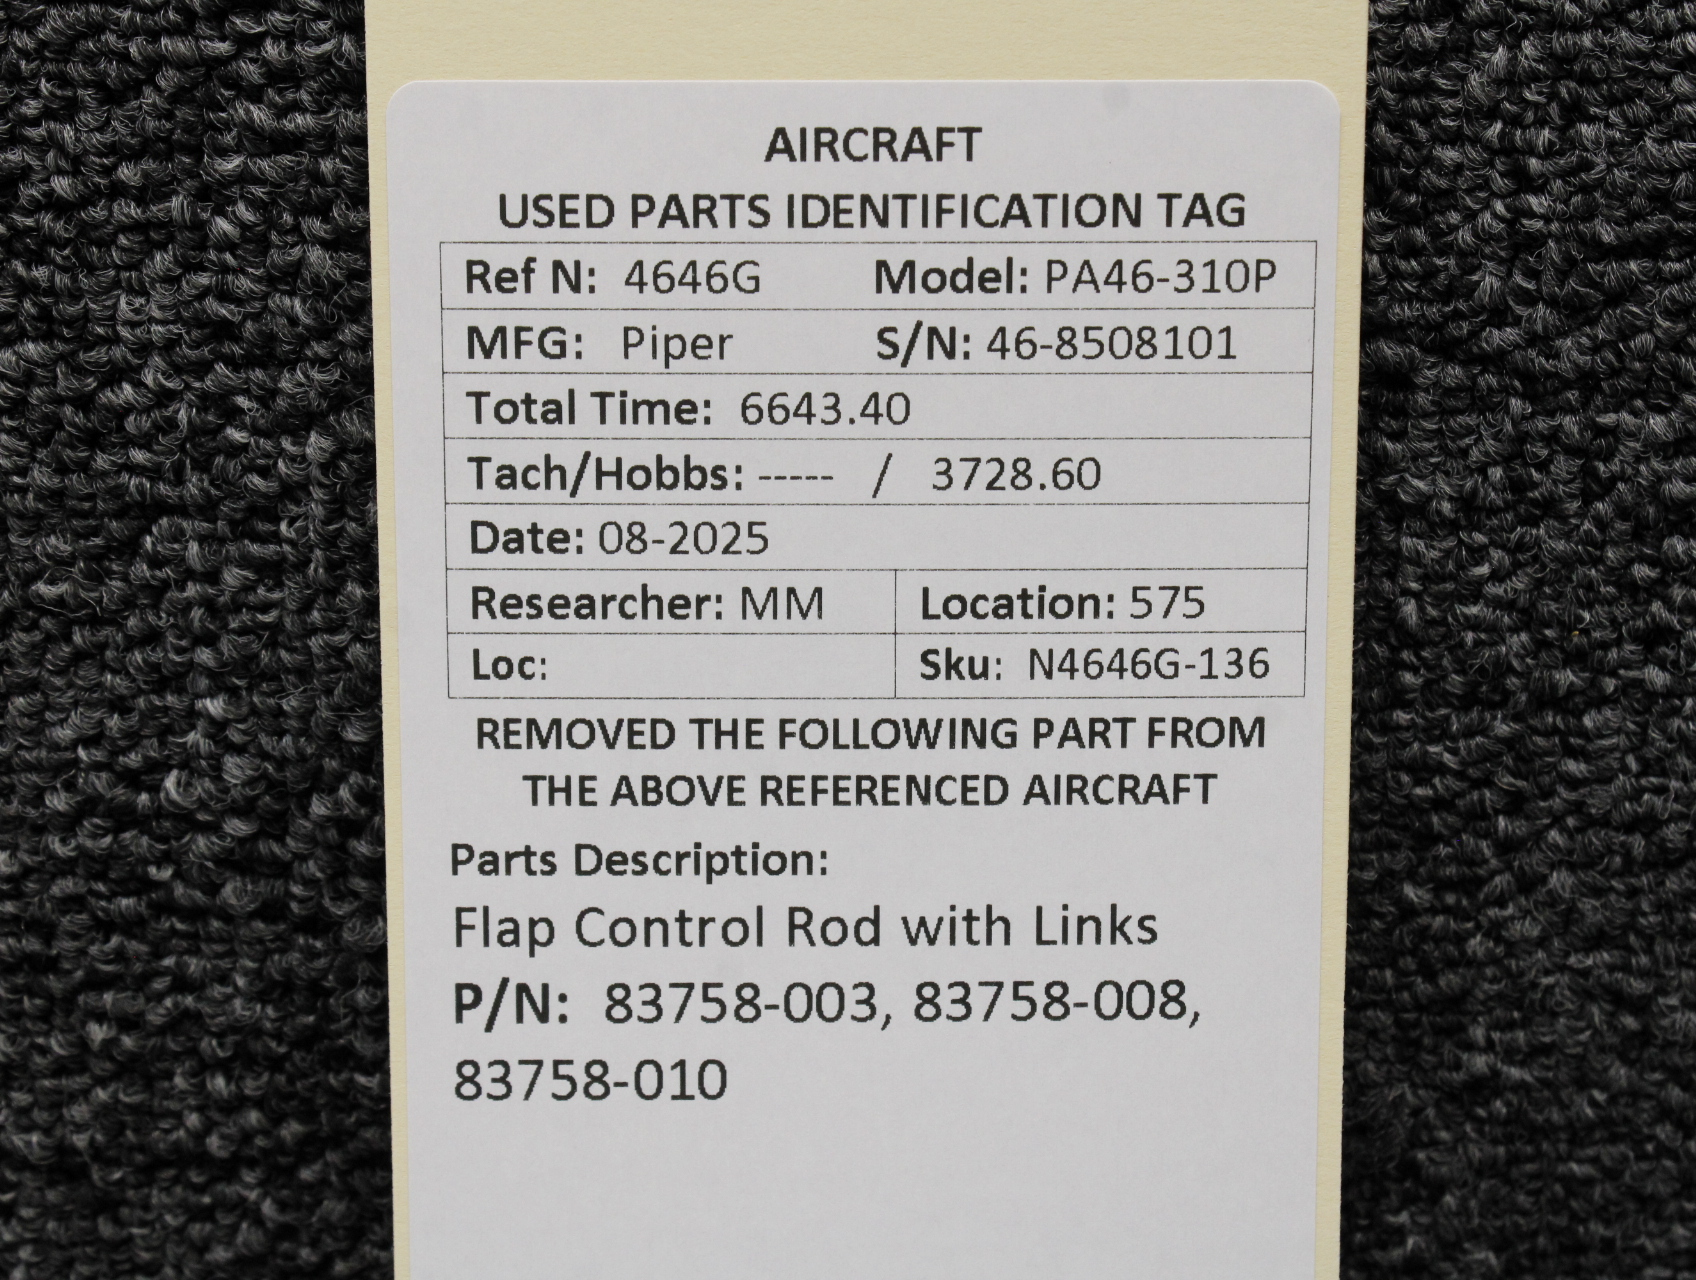 AIRCRAFT
USED PARTS IDENTIFICATION TAG
Ref N: 4646G Model: PA46-310P
MFG: Piper S/N: 46-8508101
Total Time: 6643.40
Tach/Hobbs: ----- / 3728.60
Date: 08-2025
Researcher: MM Location: 575
Loc: Sku: N4646G-136
REMOVED THE FOLLOWING PART FROM
THE ABOVE REFERENCED AIRCRAFT
Parts Description:
Flap Control Rod with Links
P/N: 83758-003, 83758-008,
83758-010